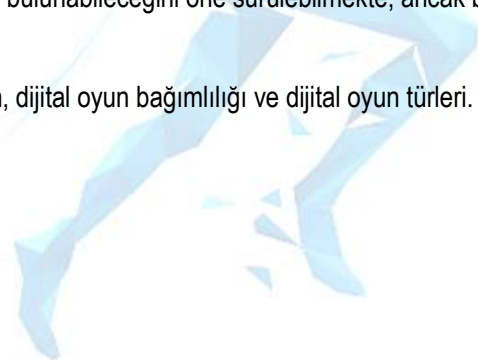 bulunabileceğini öne sürülebilmekte, ancak b
, dijital oyun bağımlılığı ve dijital oyun türleri.